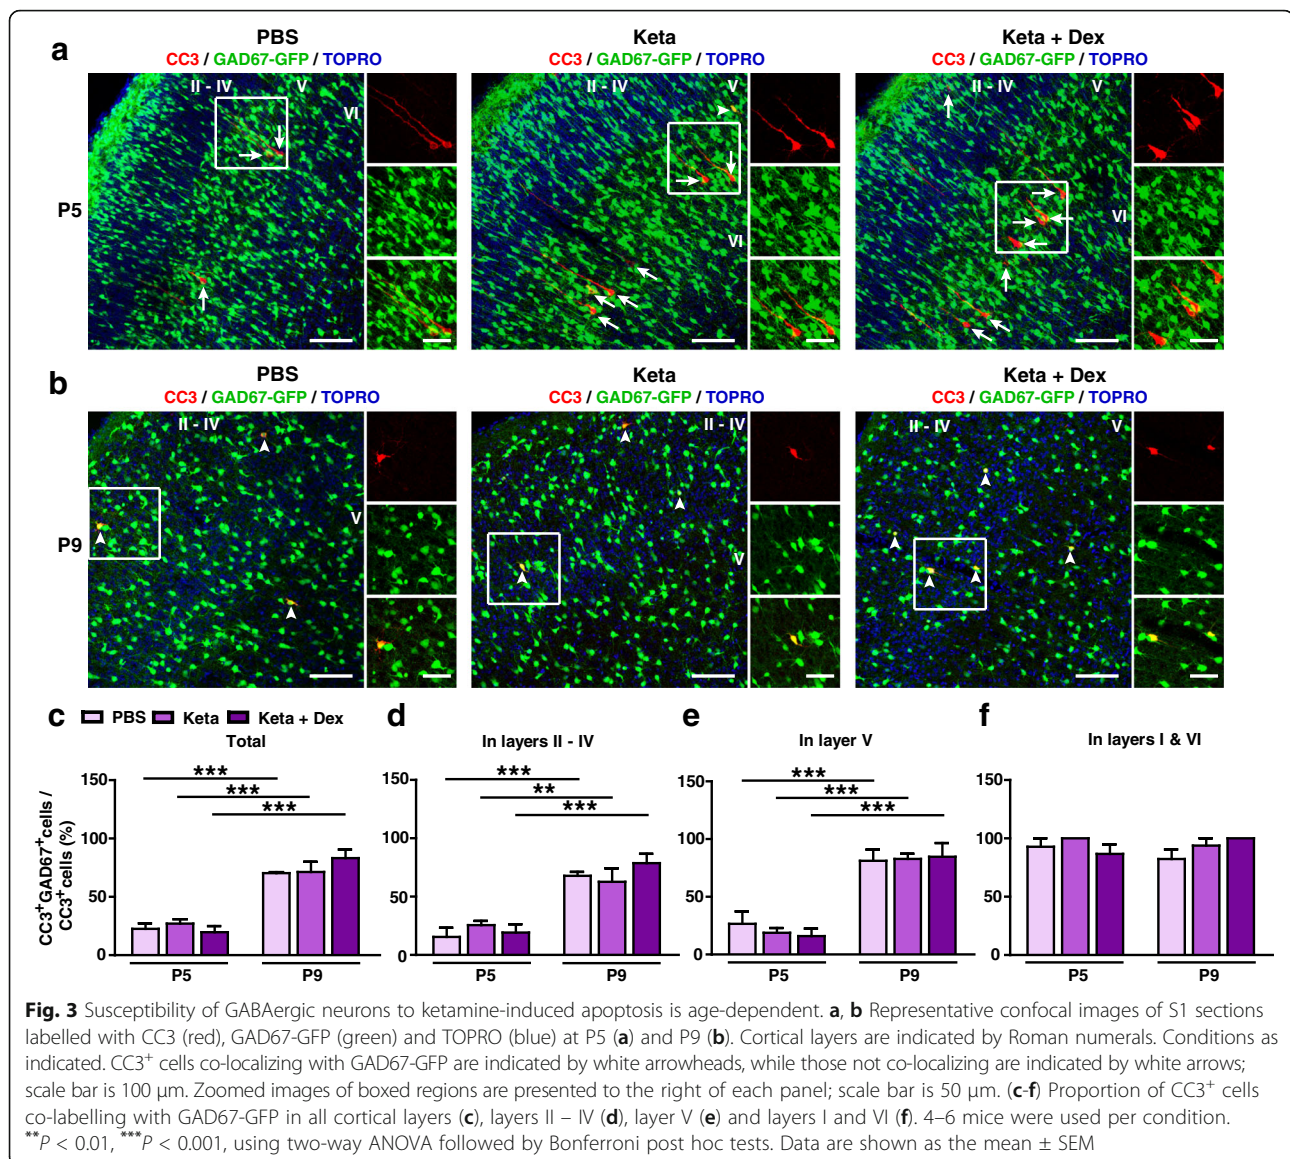 a
PBS
Keta
Keta + Dex
CC3 / GAD67-GFP / TOPRO
CC3 / GAD67-GFP / TOPRO
CC3 / GAD67-GFP / TOPRO
II - IV
V
VI
II - IV
V
VI
II - IV
V
VI
P5
b
PBS
Keta
Keta + Dex
CC3 / GAD67-GFP / TOPRO
CC3 / GAD67-GFP / TOPRO
CC3 / GAD67-GFP / TOPRO
II - IV
V
II - IV
V
II - IV
V
P9
c
PBS
Keta
Keta + Dex
Total
CC3⁺GAD67⁺cells /
CC3⁺cells (%)
150
100
50
0
***
***
***
P5
P9
d
In layers II - IV
150
100
50
0
***
**
***
P5
P9
e
In layer V
150
100
50
0
***
***
***
P5
P9
f
In layers I & VI
150
100
50
0
P5
P9
Fig. 3 Susceptibility of GABAergic neurons to ketamine-induced apoptosis is age-dependent. a, b Representative confocal images of S1 sections
labelled with CC3 (red), GAD67-GFP (green) and TOPRO (blue) at P5 (a) and P9 (b). Cortical layers are indicated by Roman numerals. Conditions as
indicated. CC3⁺ cells co-localizing with GAD67-GFP are indicated by white arrowheads, while those not co-localizing are indicated by white arrows;
scale bar is 100 μm. Zoomed images of boxed regions are presented to the right of each panel; scale bar is 50 μm. (c-f) Proportion of CC3⁺ cells
co-labelling with GAD67-GFP in all cortical layers (c), layers II – IV (d), layer V (e) and layers I and VI (f). 4–6 mice were used per condition.
**P < 0.01, ***P < 0.001, using two-way ANOVA followed by Bonferroni post hoc tests. Data are shown as the mean ± SEM